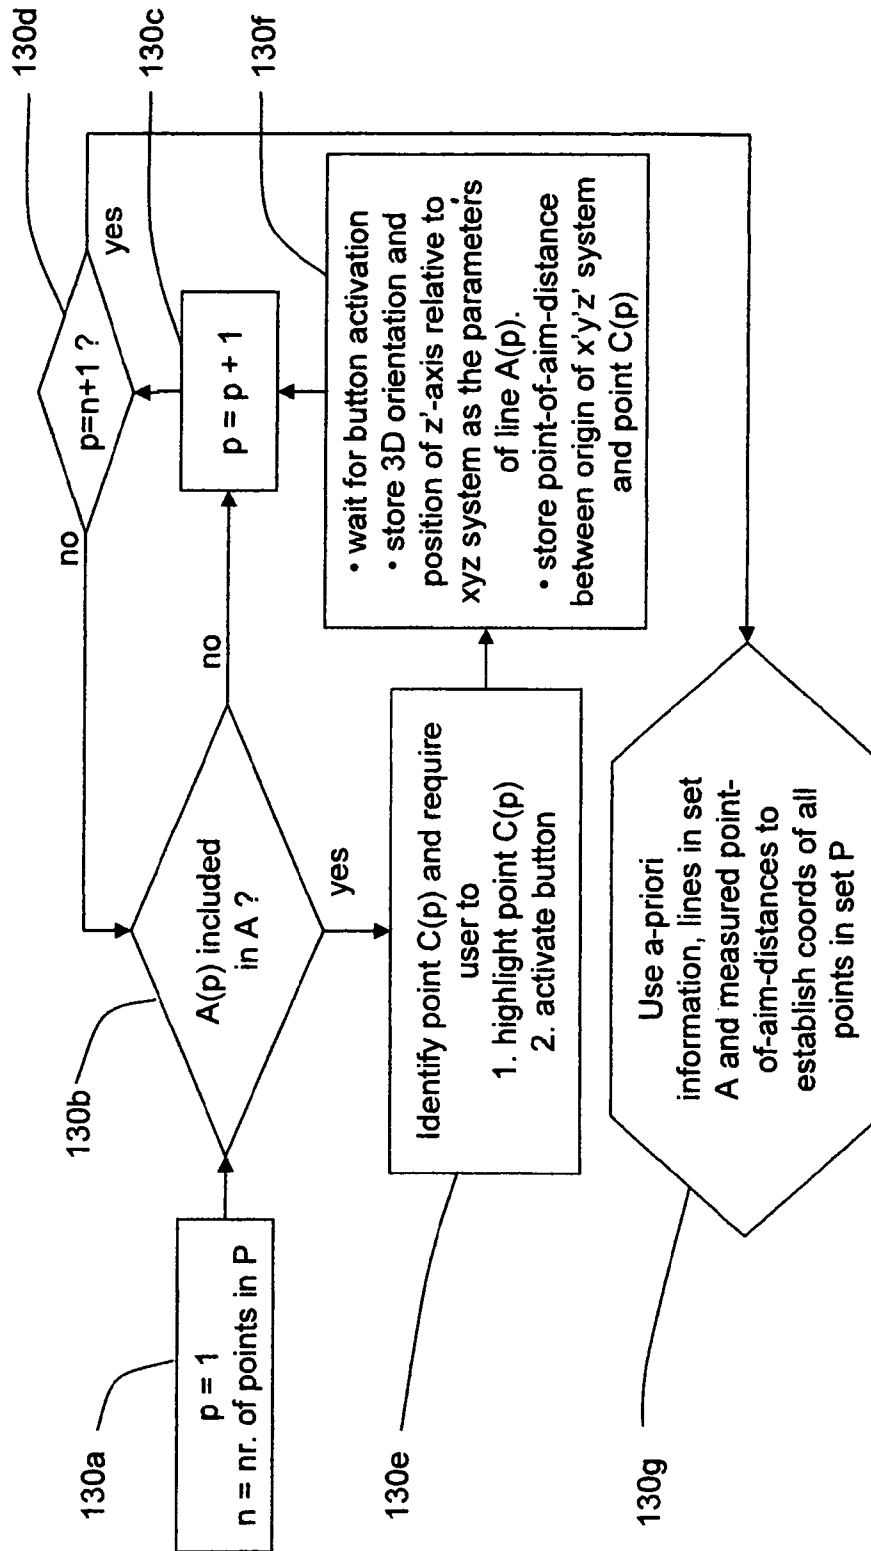 130a
p = 1
n = nr. of points in P
130b
A(p) included
in A ?
no
yes
130c
p = p + 1
130d
p=n+1 ?
no
yes
130e
Identify point C(p) and require
user to
1. highlight point C(p)
2. activate button
130f
• wait for button activation
• store 3D orientation and
position of z'-axis relative to
xyz system as the parameters
of line A(p).
• store point-of-aim-distance
between origin of x'y'z' system
and point C(p)
130g
Use a-priori
information, lines in set
A and measured point-
of-aim-distances to
establish coords of all
points in set P